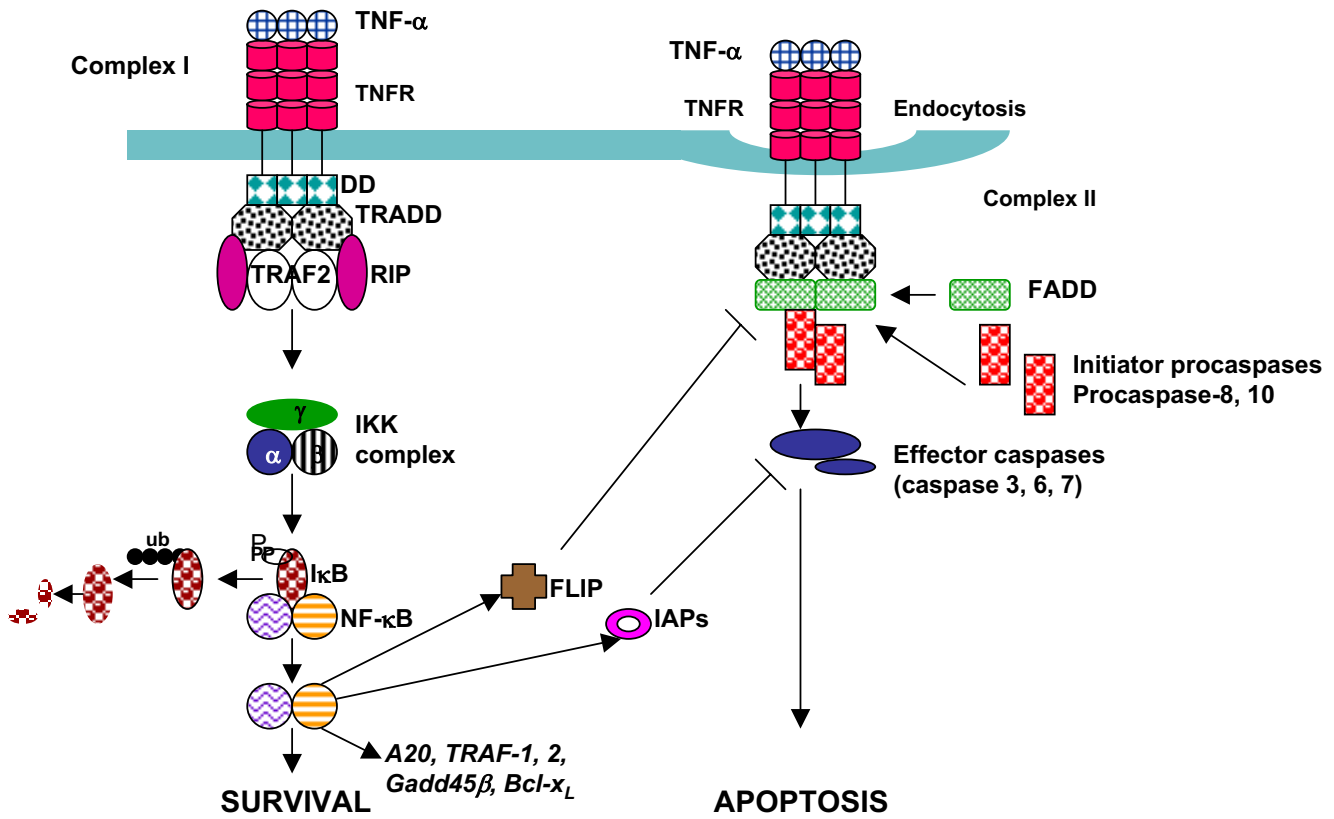 TNF-α
Complex I
TNFR
DD
TRADD
TRAF2
RIP
γ
α
β
IKK
complex
ub
P
PP
IκB
NF-κB
FLIP
IAPs
A20, TRAF-1, 2,
Gadd45β, Bcl-xL
SURVIVAL
TNF-α
TNFR
Endocytosis
Complex II
FADD
Initiator procaspases
Procaspase-8, 10
Effector caspases
(caspase 3, 6, 7)
APOPTOSIS